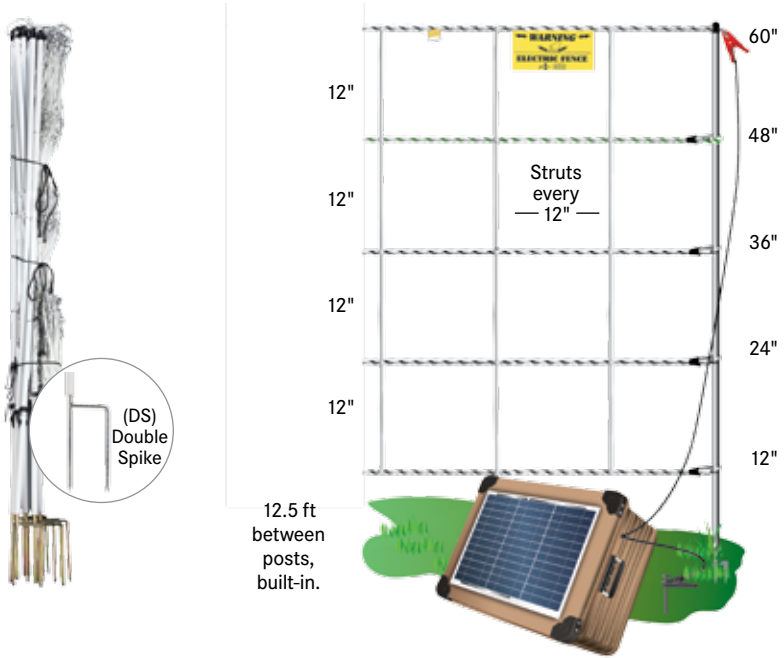 60"
WARNING
ELECTRIC FENCE
12"
48"
Struts
every
12"
12"
36"
12"
24"
12"
12"
(DS)
Double
Spike
12.5 ft
between
posts,
built-in.